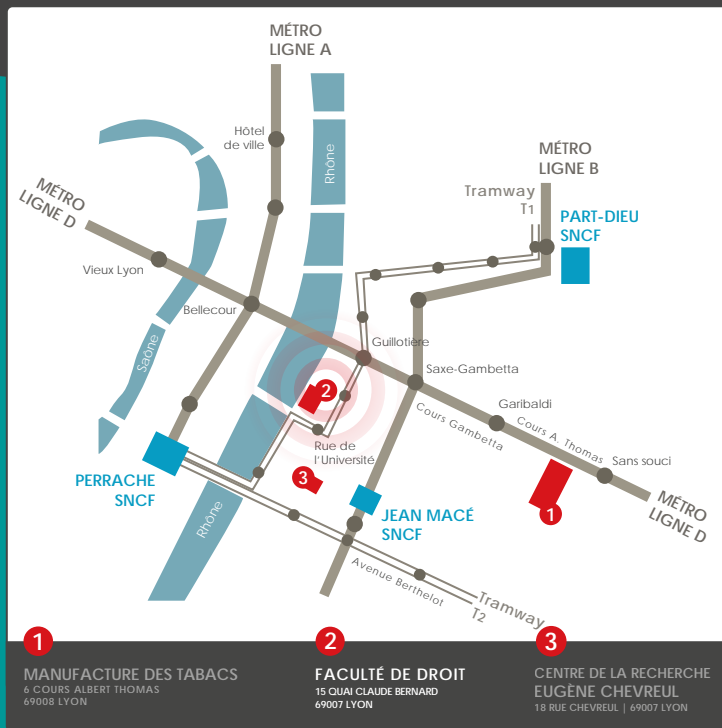 MÉTRO
LIGNE A
Hôtel
de ville
Rhône
MÉTRO
LIGNE B
Tramway
T1
PART-DIEU
SNCF
MÉTRO
LIGNE D
Vieux Lyon
Bellecour
Saône
Guillotière
Saxe-Gambetta
2
Garibaldi
Cours Gambetta
Cours A. Thomas
Sans souci
Rue de
l'Université
3
PERRACHE
SNCF
Rhône
JEAN MACÉ
SNCF
1
MÉTRO
LIGNE D
Avenue Berthelot
Tramway
T2
1
MANUFACTURE DES TABACS
6 COURS ALBERT THOMAS
69008 LYON
2
FACULTÉ DE DROIT
15 QUAI CLAUDE BERNARD
69007 LYON
3
CENTRE DE LA RECHERCHE
EUGÈNE CHEVREUL
18 RUE CHEVREUL | 69007 LYON